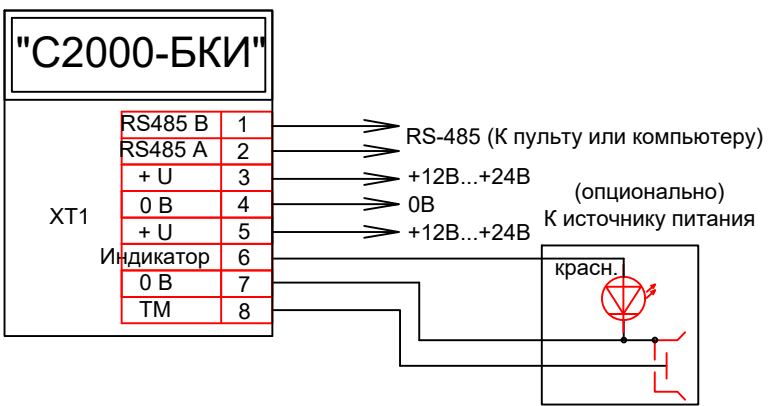 "С2000-БКИ"
XT1
RS485 B 1
RS485 A 2
+ U 3
0 В 4
+ U 5
Индикатор 6
0 В 7
ТМ 8
RS-485 (К пульту или компьютеру)
+12В...+24В
0В
+12В...+24В
(опционально)
К источнику питания
красн.